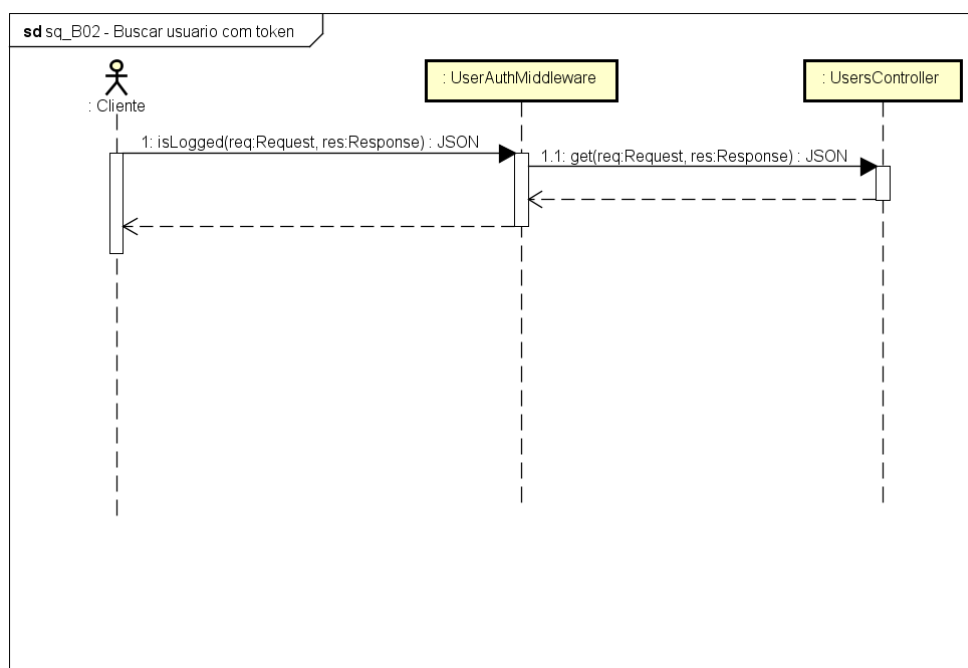 sd sq_B02 - Buscar usuario com token
: Cliente
: UserAuthMiddleware
: UsersController
1: isLogged(req:Request, res:Response) : JSON
1.1: get(req:Request, res:Response) : JSON